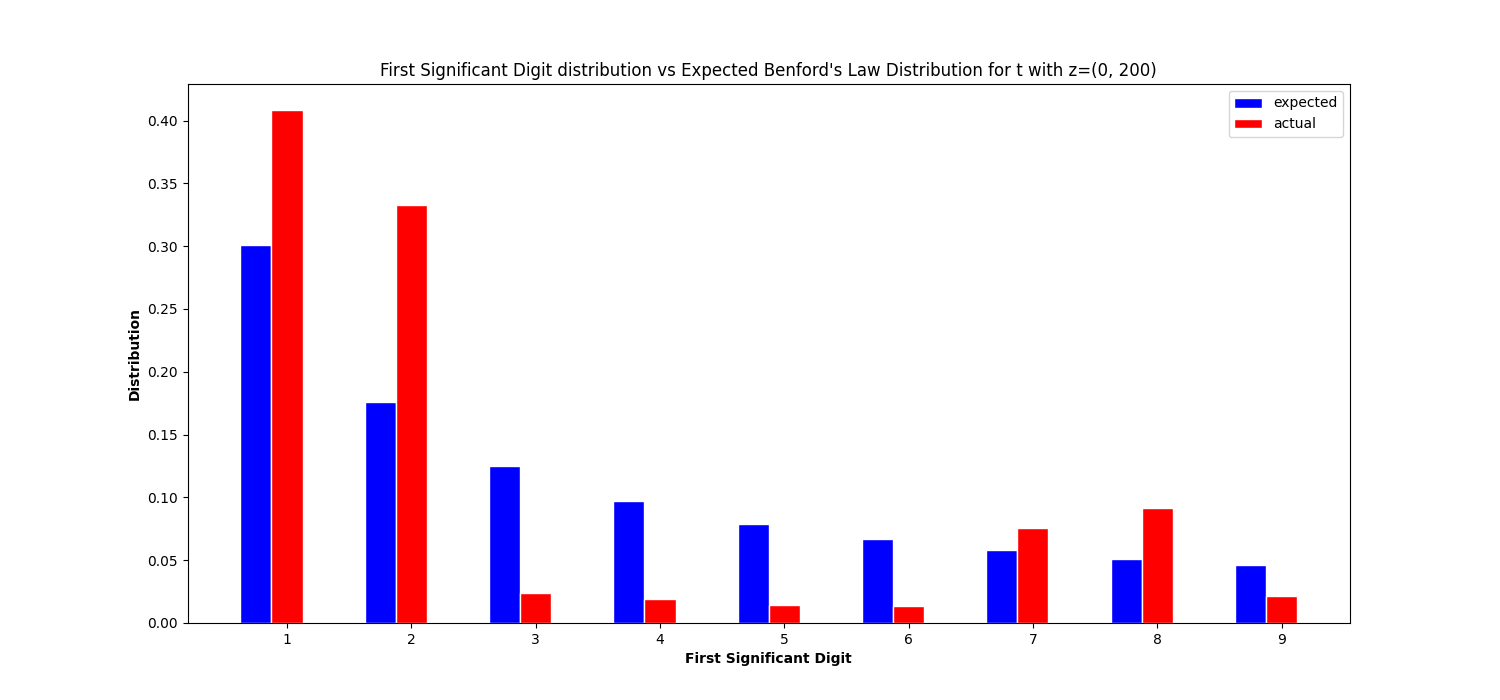 First Significant Digit distribution vs Expected Benford's Law Distribution for t with z=(0, 200)
expected
actual
0.40
0.35
0.30
0.25
0.20
0.15
0.10
0.05
0.00
Distribution
1 2 3 4 5 6 7 8 9
First Significant Digit